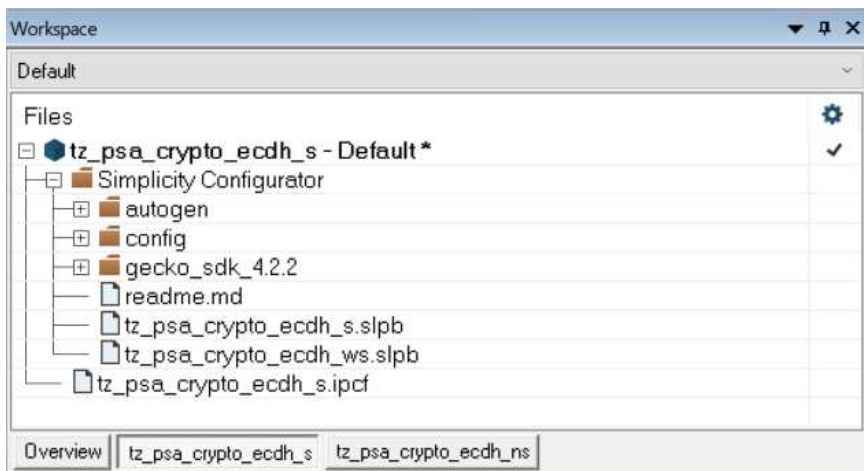 Workspace
Default
Files
tz_psa_crypto_ecdh_s - Default *
Simplicity Configurator
autogen
config
gecko_sdk_4.2.2
readme.md
tz_psa_crypto_ecdh_s.slpb
tz_psa_crypto_ecdh_ws.slpb
tz_psa_crypto_ecdh_s.ipcf
Overview tz_psa_crypto_ecdh_s tz_psa_crypto_ecdh_ns